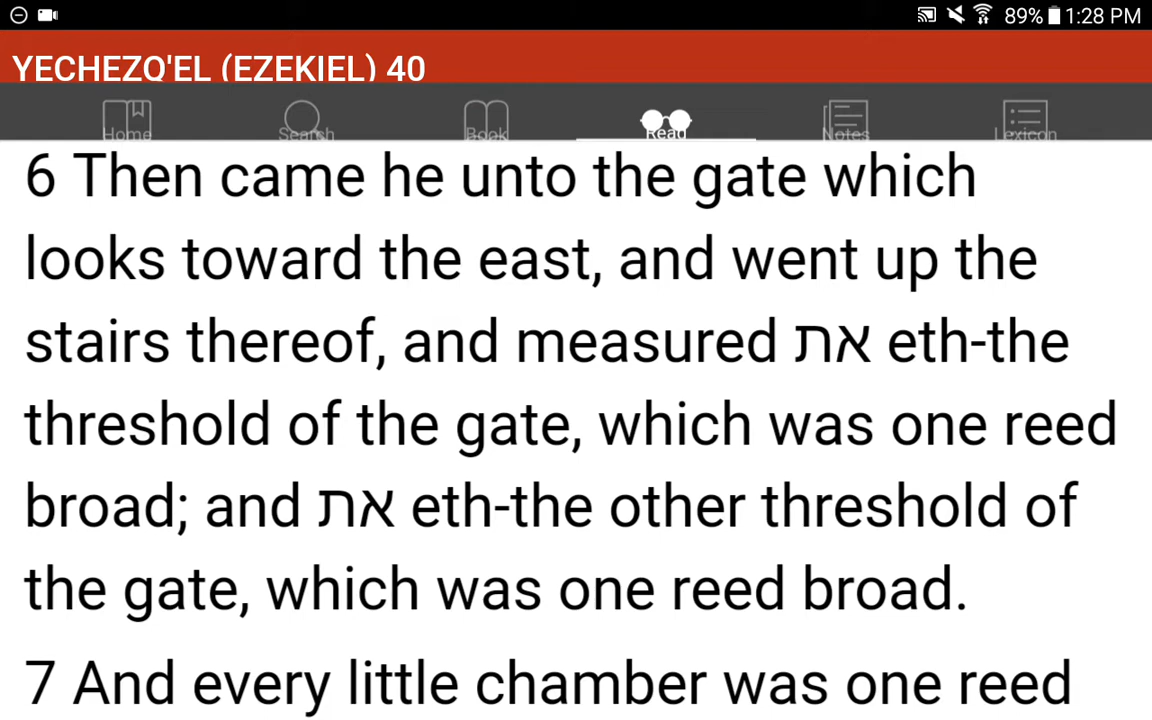 89% 1:28 PM
YECHEZQ'EL (EZEKIEL) 40
Home Search Book Read Notes Lexicon
6 Then came he unto the gate which
looks toward the east, and went up the
stairs thereof, and measured את eth-the
threshold of the gate, which was one reed
broad; and את eth-the other threshold of
the gate, which was one reed broad.
7 And every little chamber was one reed